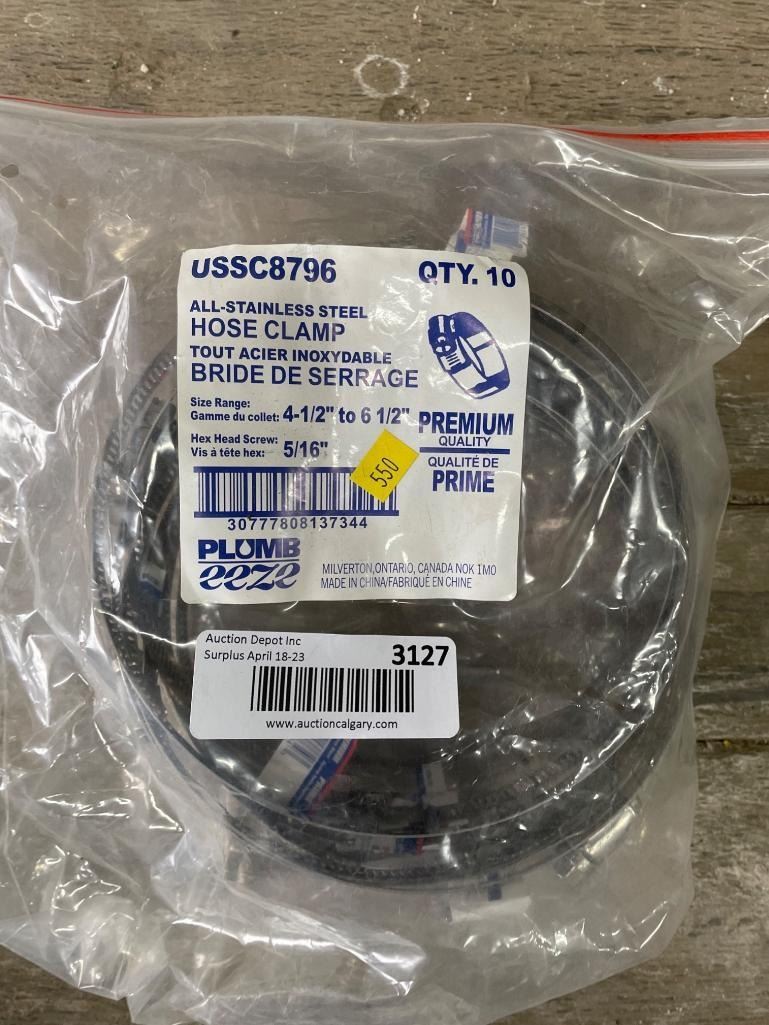 USSC8796 QTY. 10
ALL-STAINLESS STEEL
HOSE CLAMP
TOUT ACIER INOXYDABLE
BRIDE DE SERRAGE
Size Range:
Gamme du collet: 4-1/2" to 6 1/2"
Hex Head Screw:
Vis à tête hex: 5/16"
PREMIUM
QUALITY
QUALITÉ DE
PRIME
550
30777808137344
PLUMB
eeze
MILVERTON,ONTARIO, CANADA N0K 1M0
MADE IN CHINA/FABRIQUÉ EN CHINE
Auction Depot Inc
Surplus April 18-23
3127
www.auctioncalgary.com